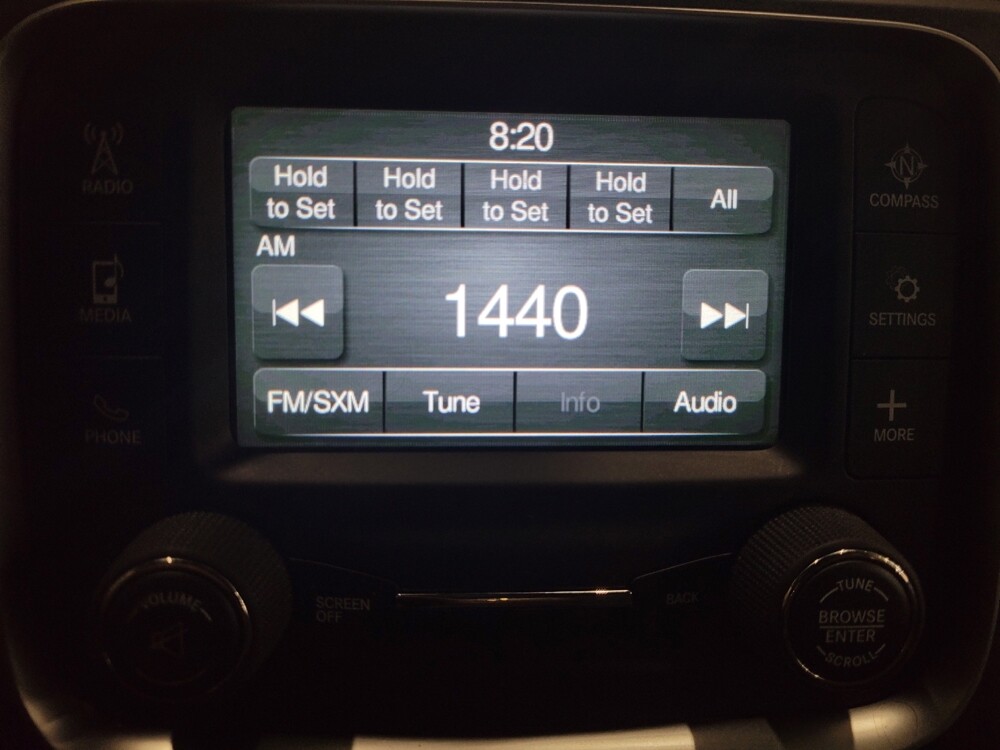 8:20
Hold to Set
Hold to Set
Hold to Set
Hold to Set
All
AM
1440
FM/SXM Tune Info Audio
RADIO
MEDIA
PHONE
N
COMPASS
SETTINGS
MORE
VOLUME
SCREEN
OFF
BACK
TUNE
BROWSE
ENTER
SCROLL